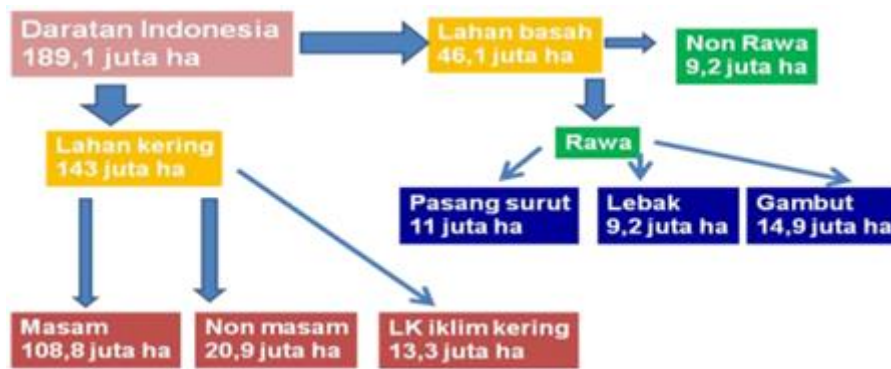 Daratan Indonesia
189,1 juta ha
Lahan basah
46,1 juta ha
Non Rawa
9,2 juta ha
Lahan kering
143 juta ha
Rawa
Pasang surut
11 juta ha
Lebak
9,2 juta ha
Gambut
14,9 juta ha
Masam
108,8 juta ha
Non masam
20,9 juta ha
LK iklim kering
13,3 juta ha